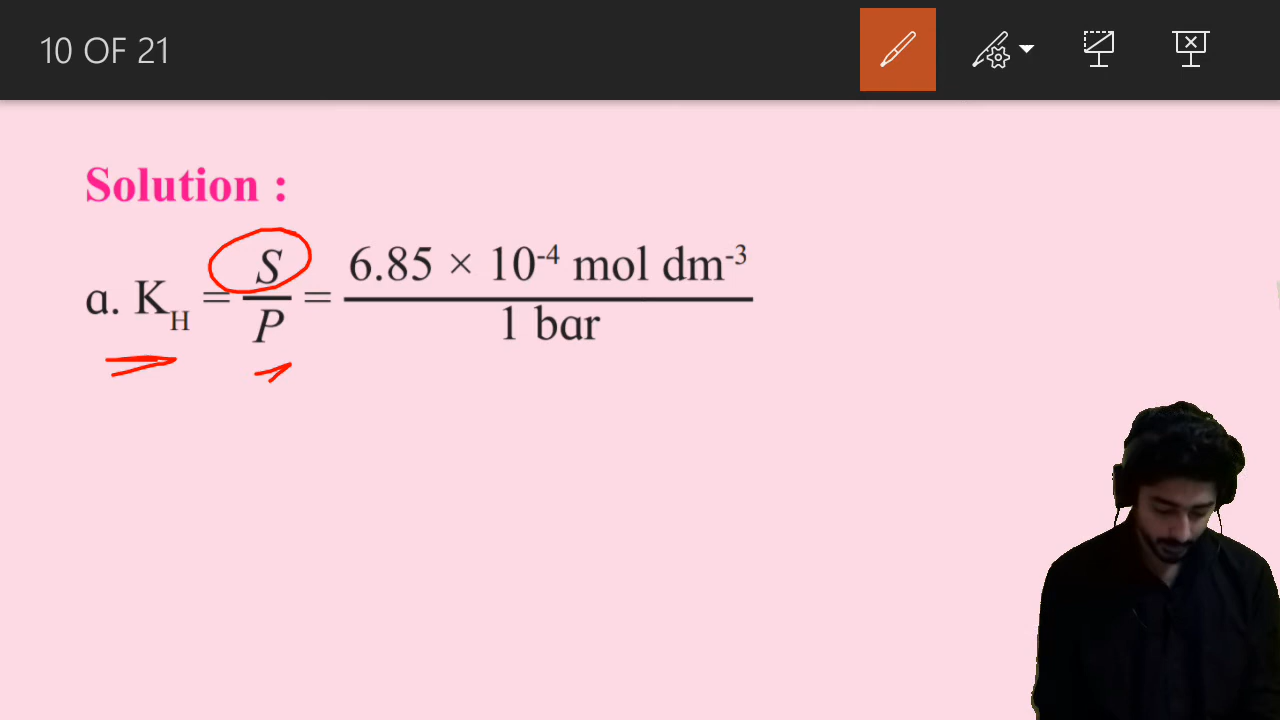 10 OF 21
Solution :
a. K_H = S/P = 6.85 × 10^-4 mol dm^-3 / 1 bar